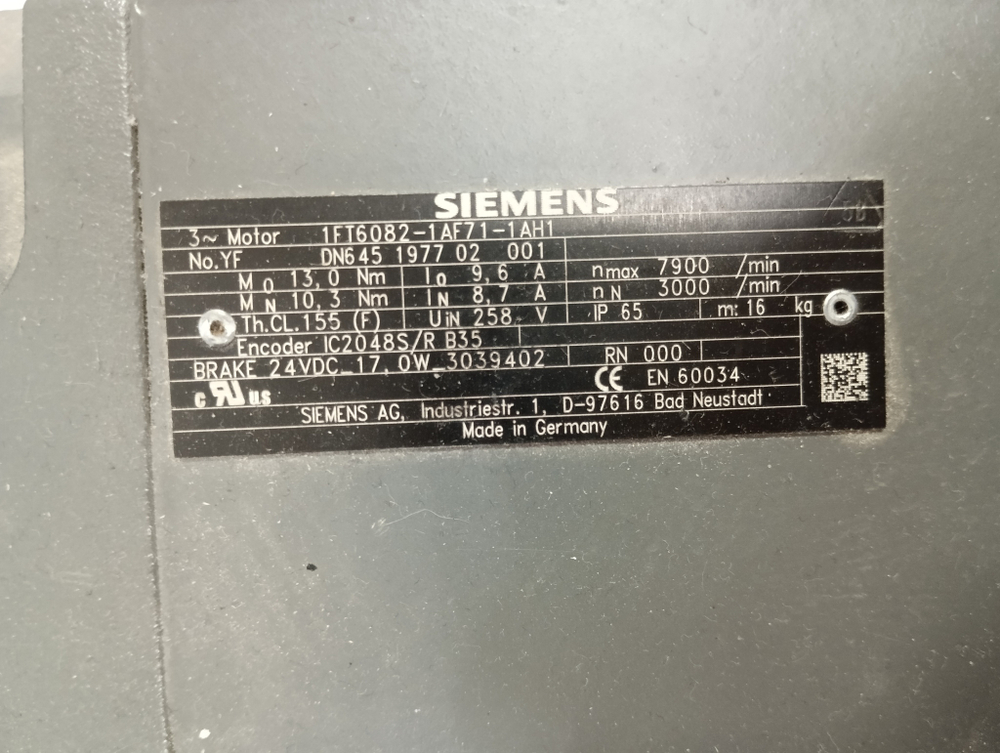 SIEMENS
3~ Motor 1FT6082-1AF71-1AH1
No.YF DN645 1977 02 001
M0 13,0 Nm I0 9,6 A nmax 7900 /min
MN 10,3 Nm IN 8,7 A nN 3000 /min
Th.CL.155 (F) UIN 258 V IP 65 m: 16 kg
Encoder IC2048S/R B35
BRAKE 24VDC 17,0W 3039402 RN 000
c RU US CE EN 60034
SIEMENS AG, Industriestr. 1, D-97616 Bad Neustadt
Made in Germany